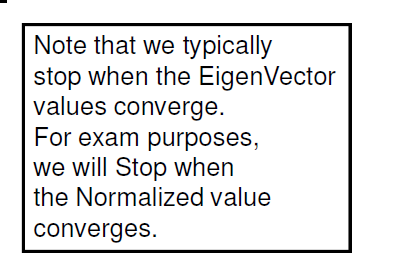 Note that we typically
stop when the EigenVector
values converge.
For exam purposes,
we will Stop when
the Normalized value
converges.